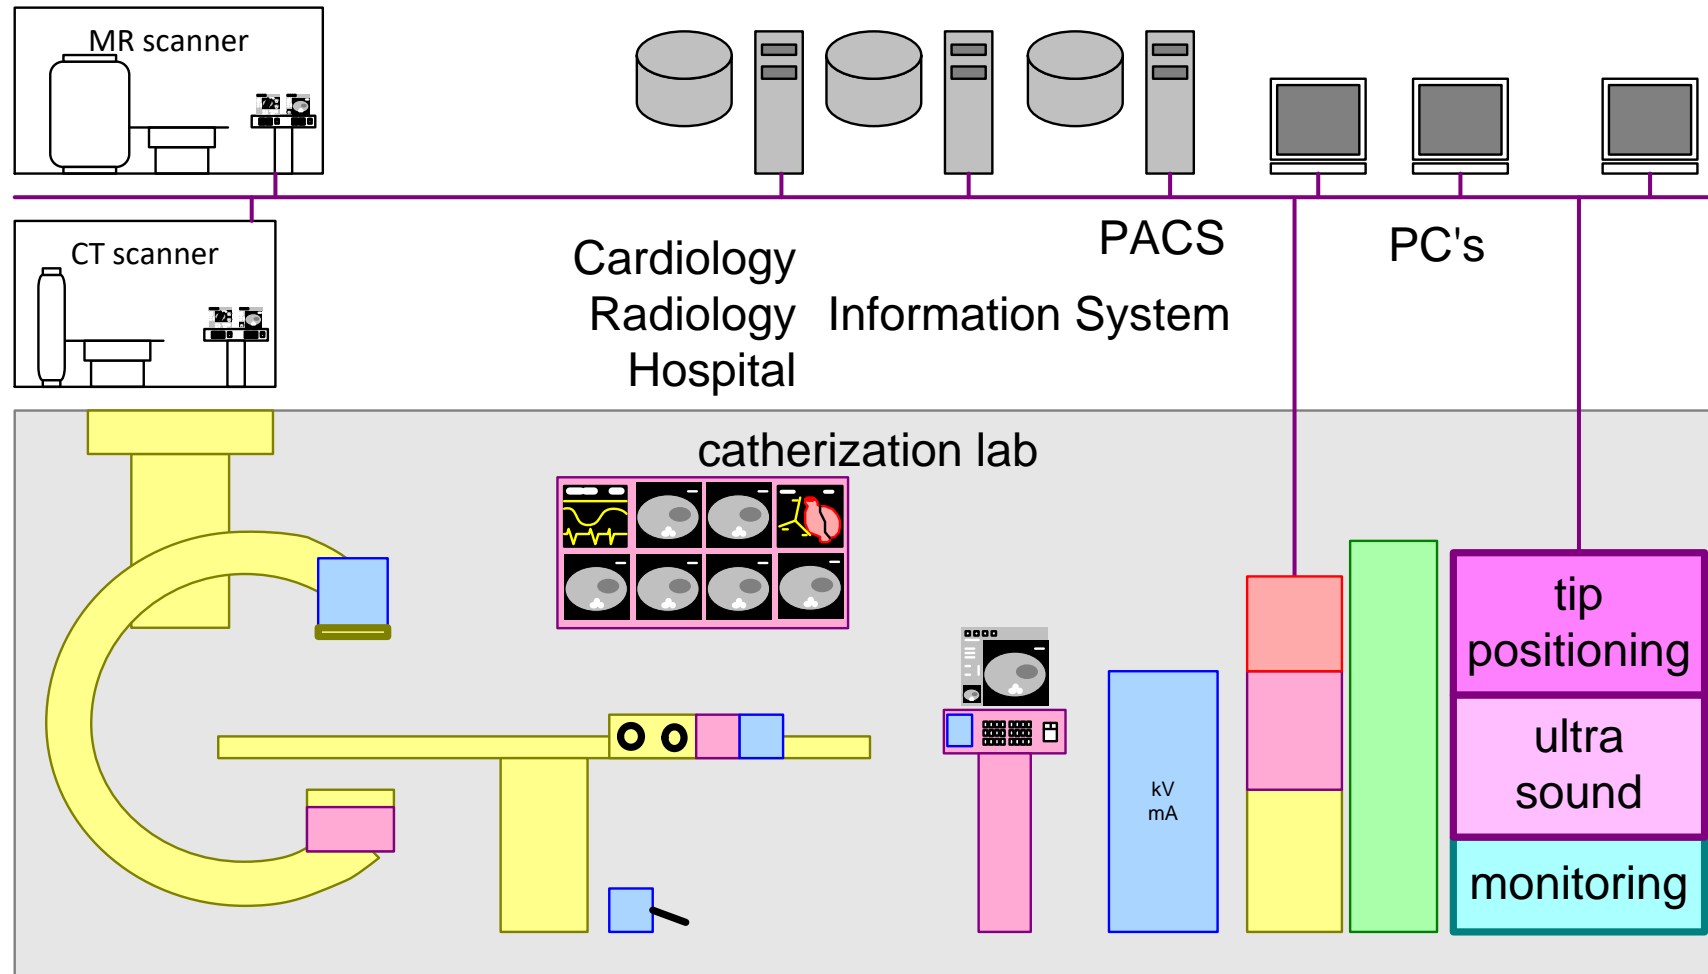 MR scanner
CT scanner
Cardiology
Radiology
Hospital
Information System
PACS
PC's
catherization lab
kV
mA
tip
positioning
ultra
sound
monitoring